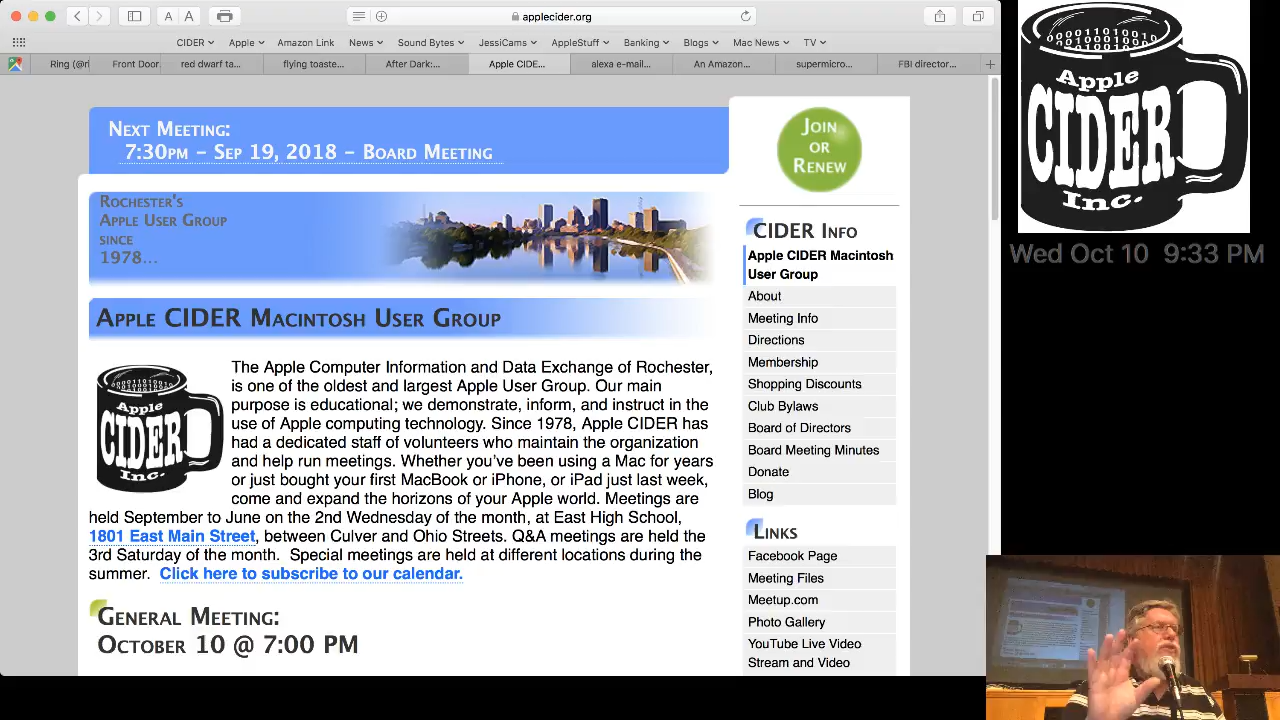 applecider.org
CIDER
Apple
Amazon Link
News
Sound Bytes
JessiCams
AppleStuff
Banking
Blogs
Mac News
TV
Ring (@ri
Front Door
red dwarf ta...
flying toaste...
After Dark:...
Apple CIDE...
alexa e-mail...
An Amazon...
supermicro...
FBI director...
A A
Next Meeting:
7:30pm – Sep 19, 2018 – Board Meeting
Join
or
Renew
Rochester's
Apple User Group
since
1978...
Apple CIDER Macintosh User Group
Apple
CIDER
Inc.
000110101010
The Apple Computer Information and Data Exchange of Rochester,
is one of the oldest and largest Apple User Group. Our main
purpose is educational; we demonstrate, inform, and instruct in the
use of Apple computing technology. Since 1978, Apple CIDER has
had a dedicated staff of volunteers who maintain the organization
and help run meetings. Whether you've been using a Mac for years
or just bought your first MacBook or iPhone, or iPad just last week,
come and expand the horizons of your Apple world. Meetings are
held September to June on the 2nd Wednesday of the month, at East High School,
1801 East Main Street, between Culver and Ohio Streets. Q&A meetings are held the
3rd Saturday of the month. Special meetings are held at different locations during the
summer. Click here to subscribe to our calendar.
General Meeting:
October 10 @ 7:00 PM
CIDER Info
Apple CIDER Macintosh
User Group
About
Meeting Info
Directions
Membership
Shopping Discounts
Club Bylaws
Board of Directors
Board Meeting Minutes
Donate
Blog
Links
Facebook Page
Meeting Files
Meetup.com
Photo Gallery
YouTube Live Video
Stream and Video
000110101010
Apple
CIDER
Inc.
Wed Oct 10 9:33 PM